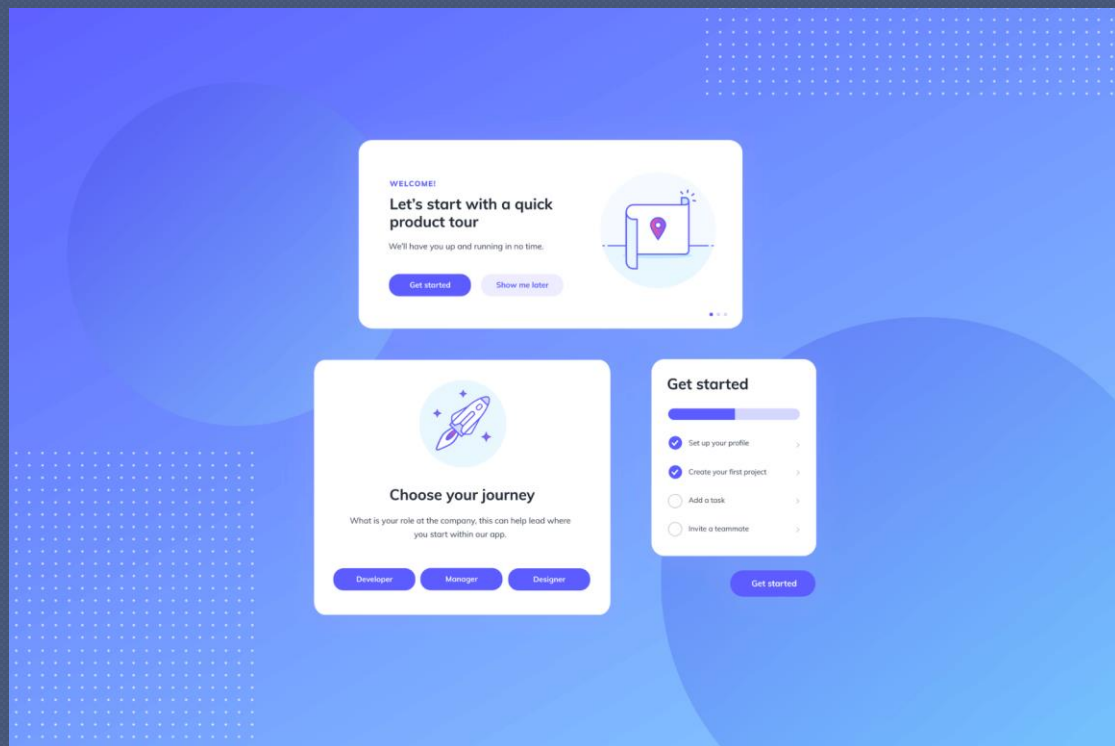 WELCOME!
Let's start with a quick
product tour
We'll have you up and running in no time.
Get started
Show me later
Choose your journey
What is your role at the company, this can help lead where
you start within our app.
Developer
Manager
Designer
Get started
Set up your profile
Create your first project
Add a task
Invite a teammate
Get started